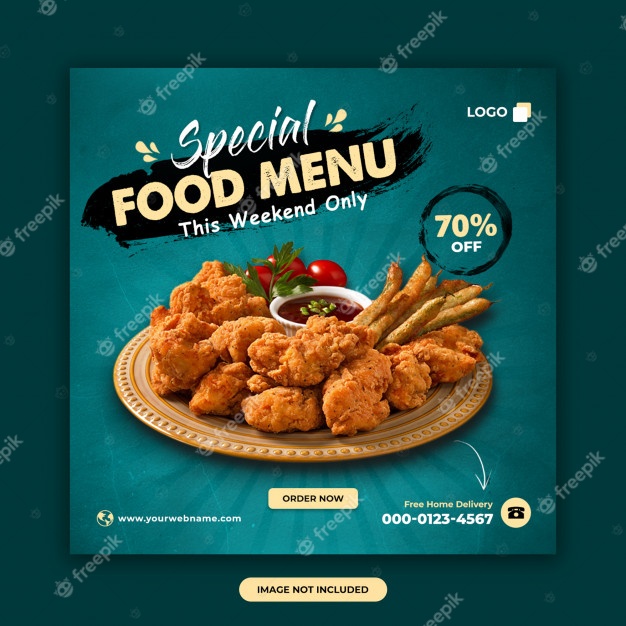 Special
FOOD MENU
This Weekend Only
LOGO
70%
OFF
ORDER NOW
www.yourwebname.com
Free Home Delivery
000-0123-4567
IMAGE NOT INCLUDED
freepik